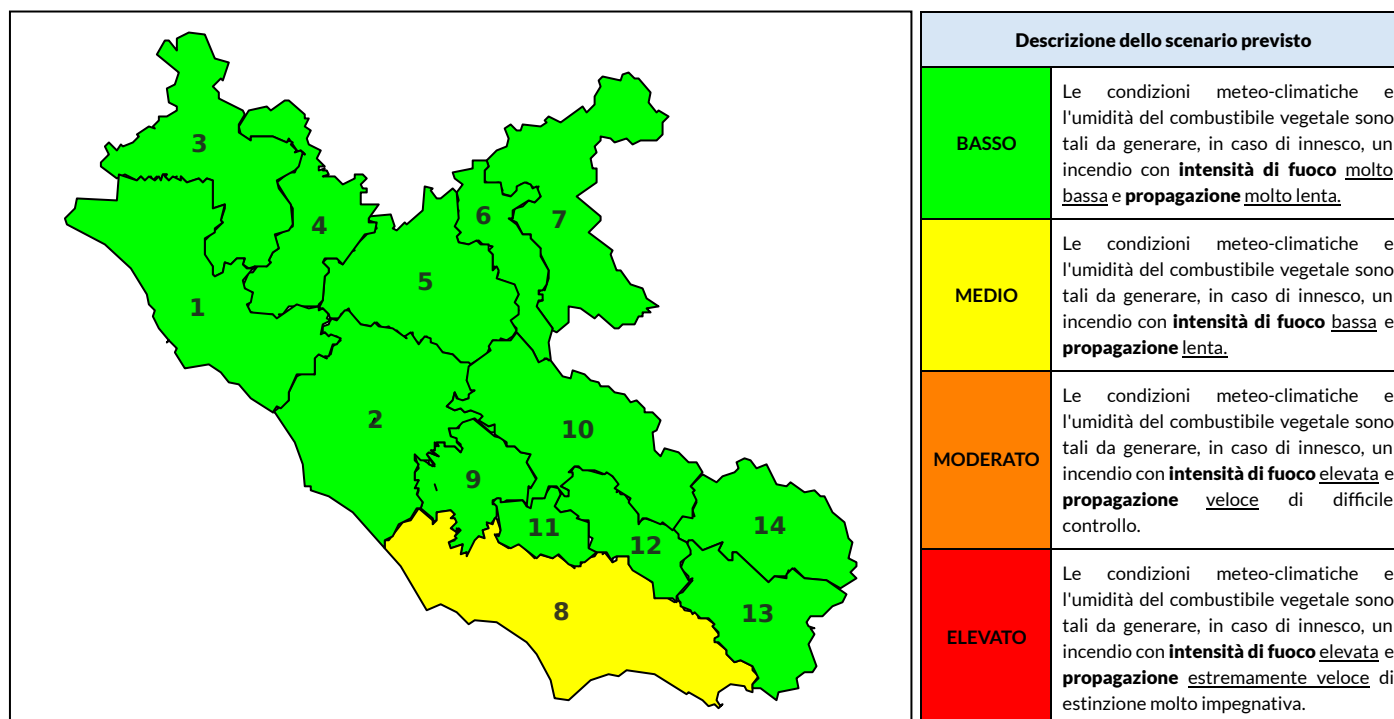 3
4
6
7
5
1
2
10
9
14
11
12
8
13
Descrizione dello scenario previsto
BASSO
Le condizioni meteo-climatiche e
l'umidità del combustibile vegetale sono
tali da generare, in caso di innesco, un
incendio con intensità di fuoco molto
bassa e propagazione molto lenta.
MEDIO
Le condizioni meteo-climatiche e
l'umidità del combustibile vegetale sono
tali da generare, in caso di innesco, un
incendio con intensità di fuoco bassa e
propagazione lenta.
MODERATO
Le condizioni meteo-climatiche e
l'umidità del combustibile vegetale sono
tali da generare, in caso di innesco, un
incendio con intensità di fuoco elevata e
propagazione veloce di difficile
controllo.
ELEVATO
Le condizioni meteo-climatiche e
l'umidità del combustibile vegetale sono
tali da generare, in caso di innesco, un
incendio con intensità di fuoco elevata e
propagazione estremamente veloce di
estinzione molto impegnativa.